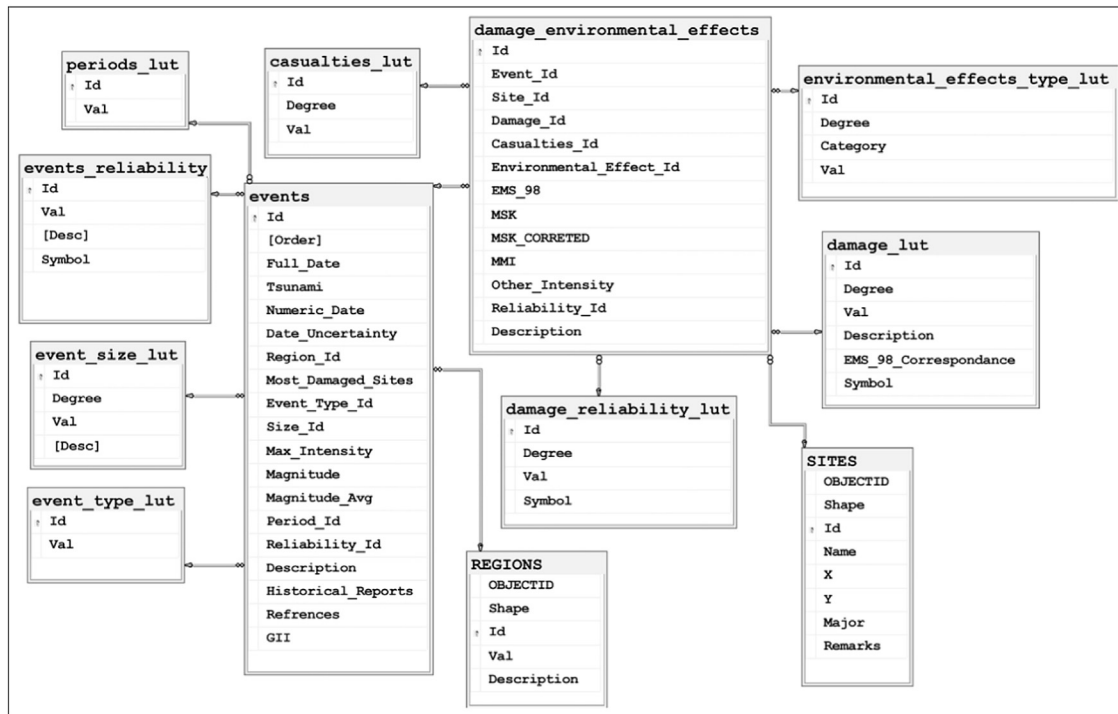 periods_lut
Id
Val
casualties_lut
Id
Degree
Val
damage_environmental_effects
Id
Event_Id
Site_Id
Damage_Id
Casualties_Id
Environmental_Effect_Id
EMS_98
MSK
MSK_CORRETED
MMI
Other_Intensity
Reliability_Id
Description
environmental_effects_type_lut
Id
Degree
Category
Val
events_reliability
Id
Val
[Desc]
Symbol
events
Id
[Order]
Full_Date
Tsunami
Numeric_Date
Date_Uncertainty
Region_Id
Most_Damaged_Sites
Event_Type_Id
Size_Id
Max_Intensity
Magnitude
Magnitude_Avg
Period_Id
Reliability_Id
Description
Historical_Reports
Refrences
GII
damage_lut
Id
Degree
Val
Description
EMS_98_Correspondance
Symbol
event_size_lut
Id
Degree
Val
[Desc]
damage_reliability_lut
Id
Degree
Val
Symbol
event_type_lut
Id
Val
REGIONS
OBJECTID
Shape
Id
Val
Description
SITES
OBJECTID
Shape
Id
Name
X
Y
Major
Remarks